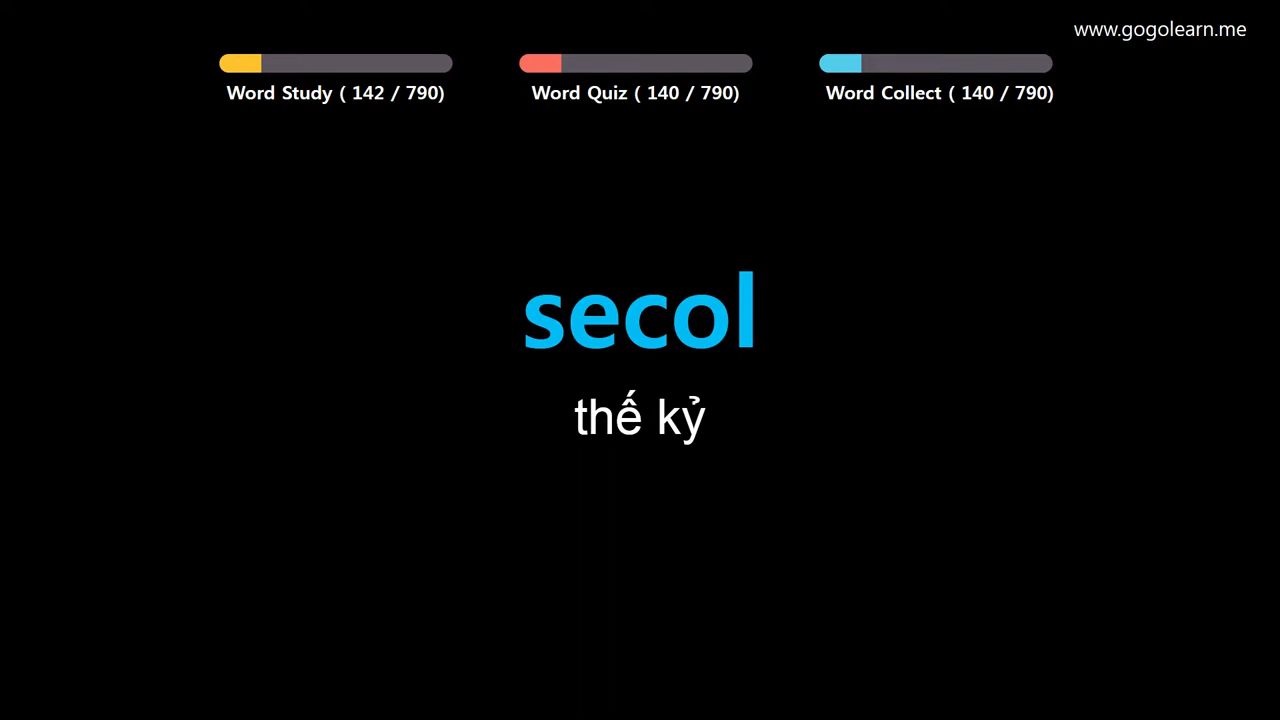 www.gogolearn.me
Word Study ( 142 / 790)
Word Quiz ( 140 / 790)
Word Collect ( 140 / 790)
secol
thế kỷ